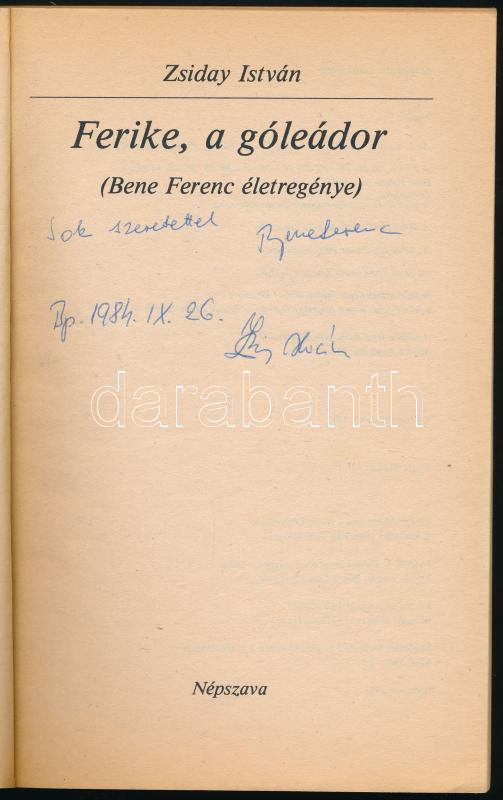 Zsiday István
Ferike, a góleádor
(Bene Ferenc életregénye)
Sok szeretettel Bene Ferenc
Bp. 1984. IX. 26.
darabanth
Népszava